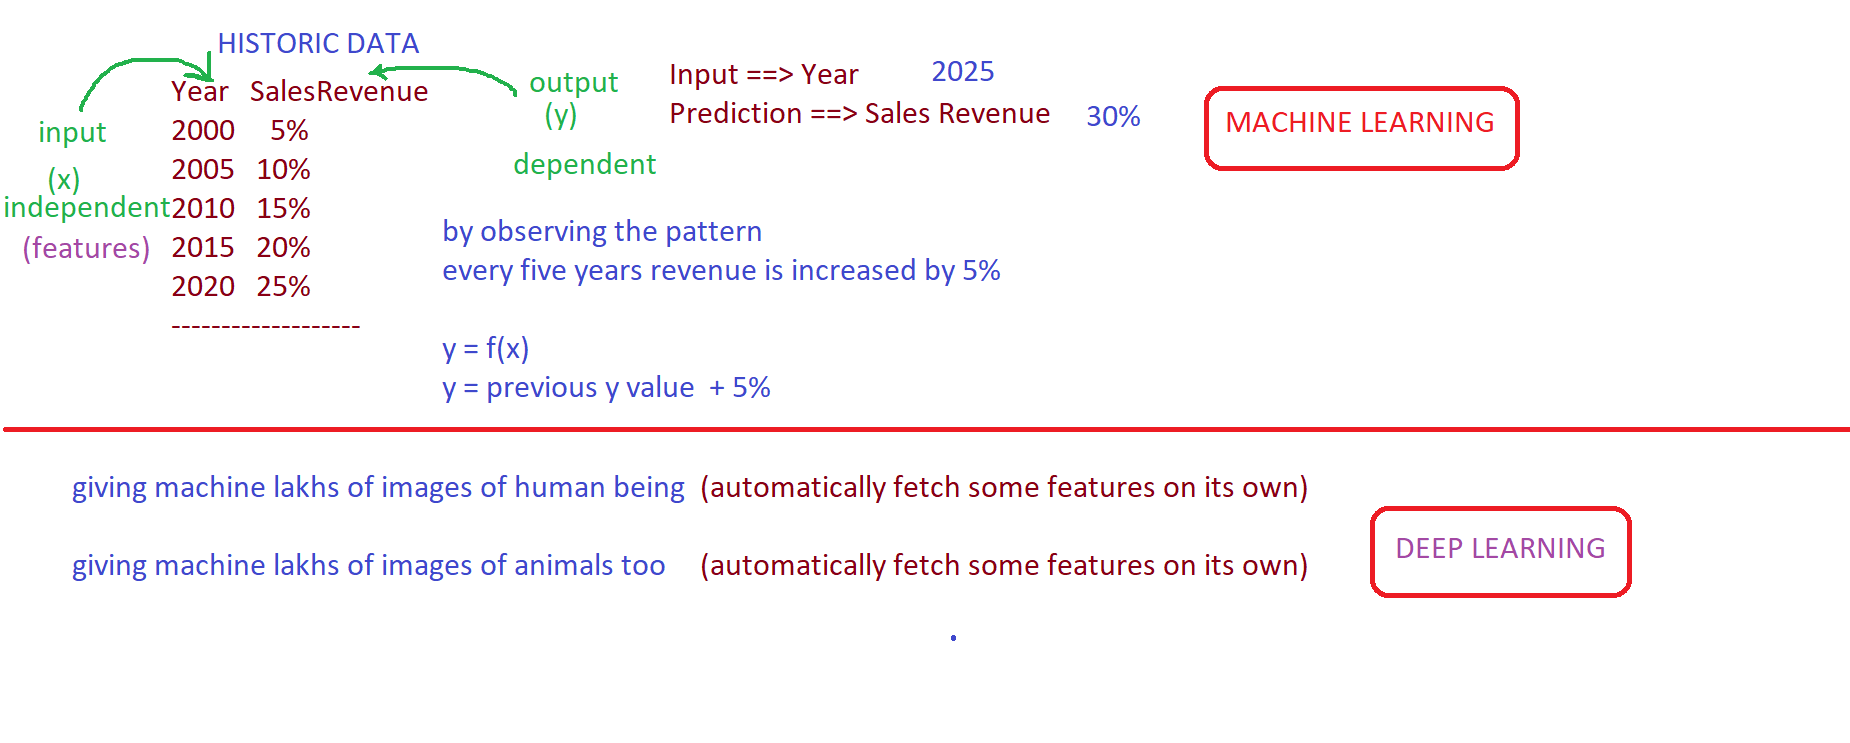 HISTORIC DATA
Year SalesRevenue
2000 5%
2005 10%
2010 15%
2015 20%
2020 25%
-------------------
input
(x)
independent
(features)
output
(y)
dependent
Input ==> Year 2025
Prediction ==> Sales Revenue 30%
MACHINE LEARNING
by observing the pattern
every five years revenue is increased by 5%
y = f(x)
y = previous y value + 5%
giving machine lakhs of images of human being (automatically fetch some features on its own)
giving machine lakhs of images of animals too (automatically fetch some features on its own)
DEEP LEARNING